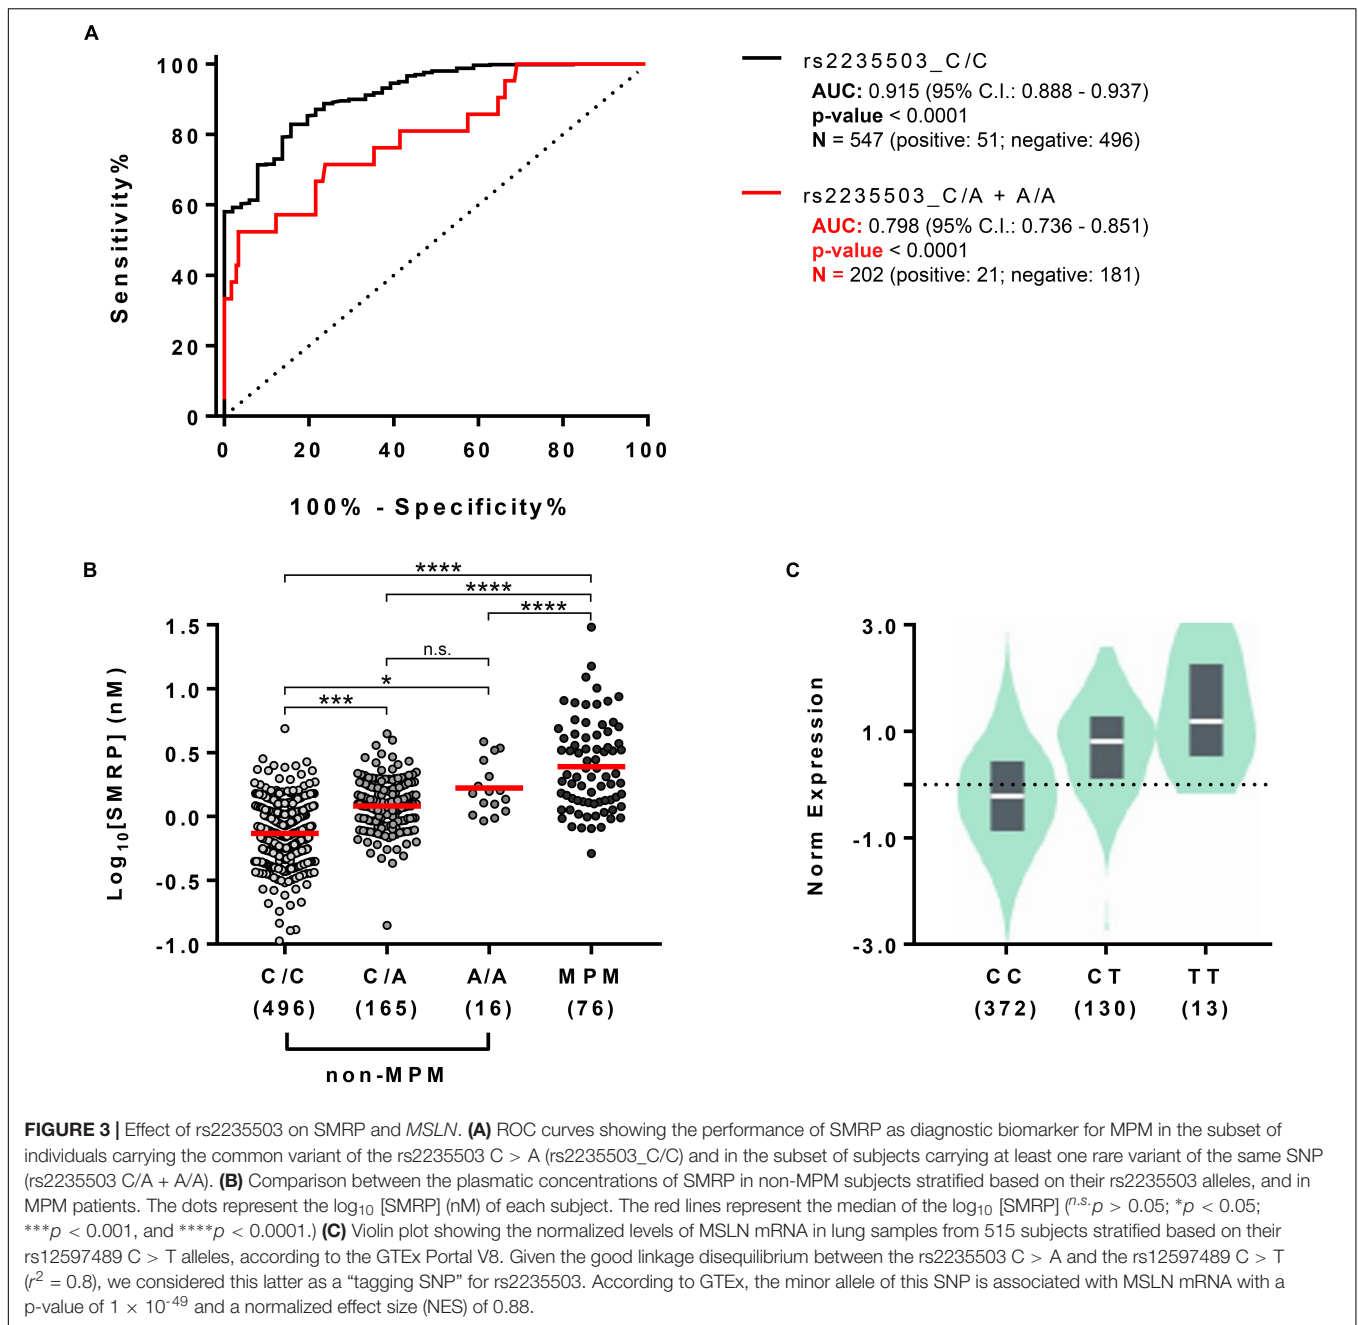 A
100
80
60
40
20
0
0 20 40 60 80 100
Sensitivity%
100% - Specificity%
rs2235503_C/C
AUC: 0.915 (95% C.I.: 0.888 - 0.937)
p-value < 0.0001
N = 547 (positive: 51; negative: 496)
rs2235503_C/A + A/A
AUC: 0.798 (95% C.I.: 0.736 - 0.851)
p-value < 0.0001
N = 202 (positive: 21; negative: 181)
B
****
****
****
n.s.
*
***
1.5
1.0
0.5
0.0
-0.5
-1.0
Log10[SMRP] (nM)
C/C C/A A/A MPM
(496) (165) (16) (76)
non-MPM
C
3.0
1.0
-1.0
-3.0
Norm Expression
CC CT TT
(372) (130) (13)
FIGURE 3 | Effect of rs2235503 on SMRP and MSLN. (A) ROC curves showing the performance of SMRP as diagnostic biomarker for MPM in the subset of
individuals carrying the common variant of the rs2235503 C > A (rs2235503_C/C) and in the subset of subjects carrying at least one rare variant of the same SNP
(rs2235503 C/A + A/A). (B) Comparison between the plasmatic concentrations of SMRP in non-MPM subjects stratified based on their rs2235503 alleles, and in
MPM patients. The dots represent the log10 [SMRP] (nM) of each subject. The red lines represent the median of the log10 [SMRP] (n.s.p > 0.05; *p < 0.05;
***p < 0.001, and ****p < 0.0001.) (C) Violin plot showing the normalized levels of MSLN mRNA in lung samples from 515 subjects stratified based on their
rs12597489 C > T alleles, according to the GTEx Portal V8. Given the good linkage disequilibrium between the rs2235503 C > A and the rs12597489 C > T
(r2 = 0.8), we considered this latter as a “tagging SNP” for rs2235503. According to GTEx, the minor allele of this SNP is associated with MSLN mRNA with a
p-value of 1 × 10-49 and a normalized effect size (NES) of 0.88.